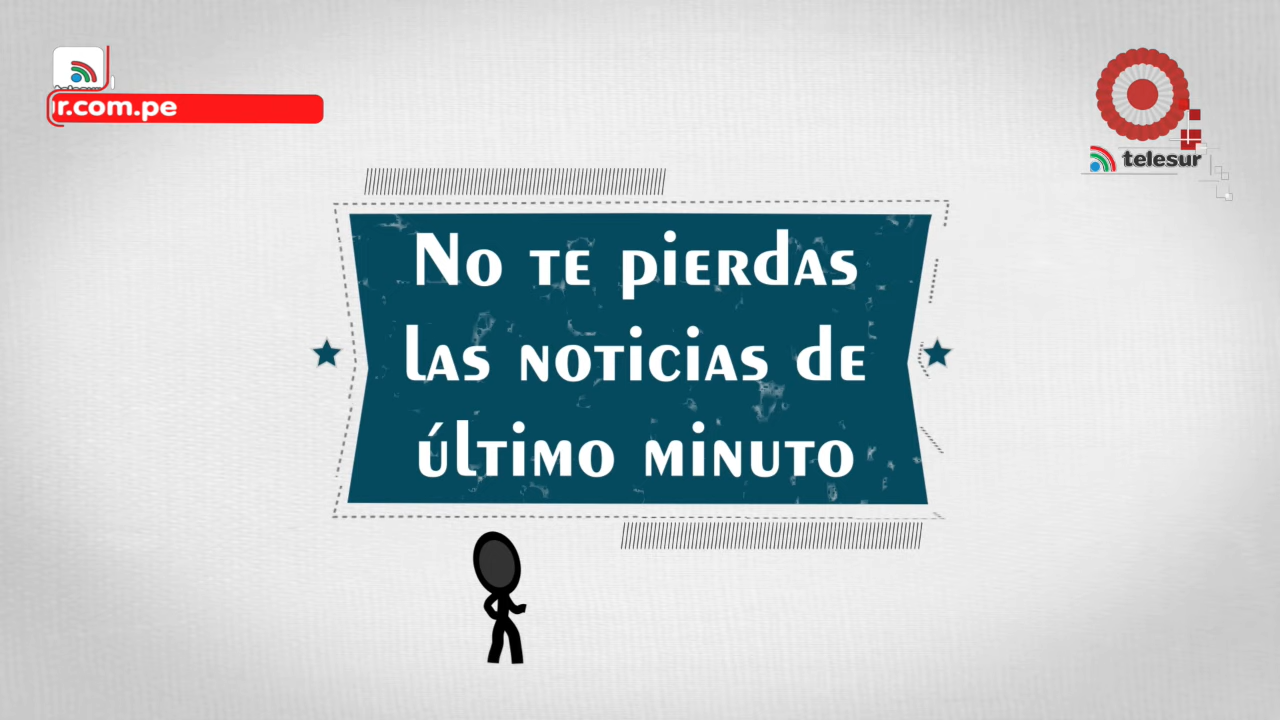 r.com.pe
telesur
No te pierdas
las noticias de
último minuto